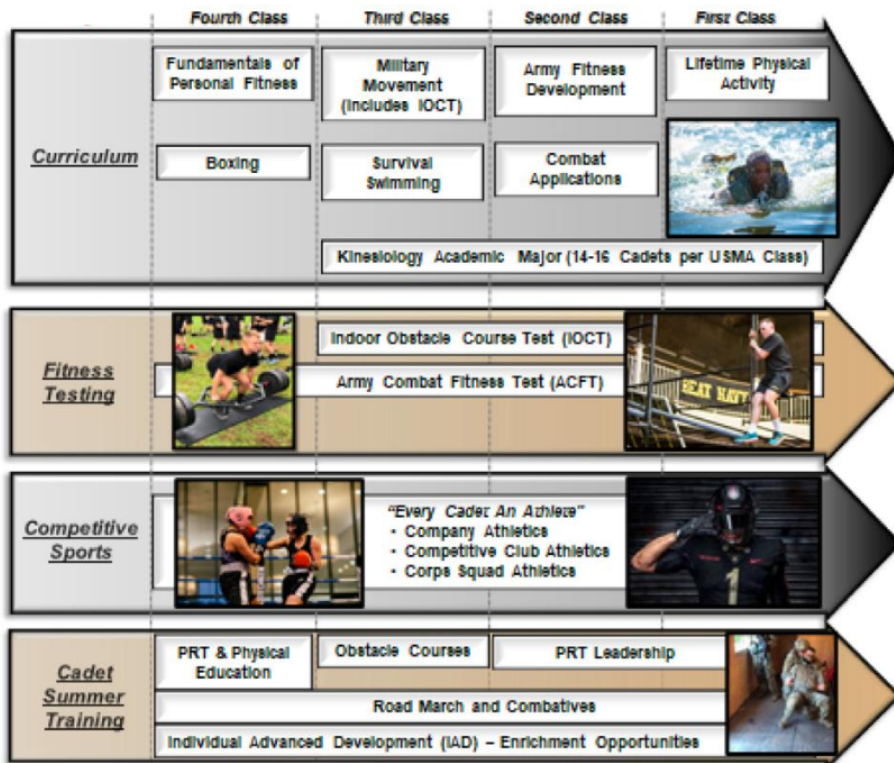 Fourth Class
Third Class
Second Class
First Class
Curriculum
Fundamentals of
Personal Fitness
Military
Movement
(Includes IOCT)
Army Fitness
Development
Lifetime Physical
Activity
Boxing
Survival
Swimming
Combat
Applications
Kinesiology Academic Major (14-16 Cadets per USMA Class)
Fitness
Testing
Indoor Obstacle Course Test (IOCT)
Army Combat Fitness Test (ACFT)
BEAT NAVY
Competitive
Sports
"Every Cadet An Athlete"
• Company Athletics
• Competitive Club Athletics
• Corps Squad Athletics
1
Cadet
Summer
Training
PRT & Physical
Education
Obstacle Courses
PRT Leadership
Road March and Combatives
Individual Advanced Development (IAD) – Enrichment Opportunities